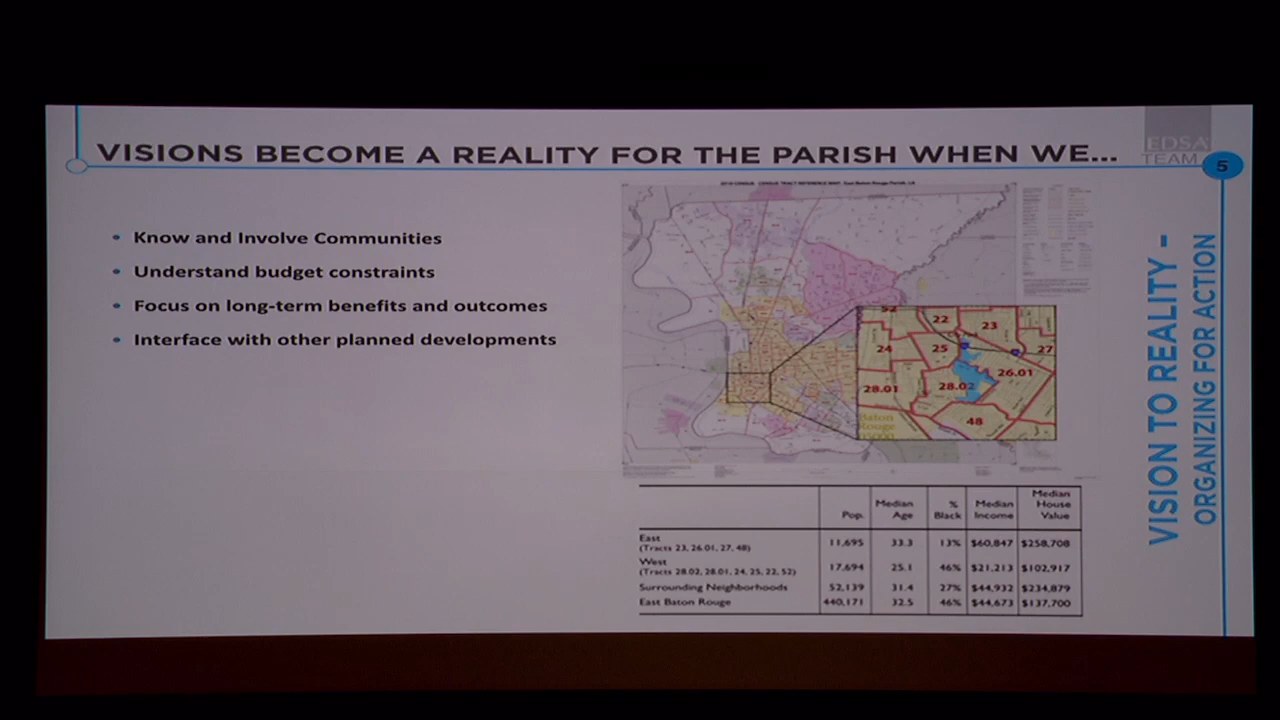 VISIONS BECOME A REALITY FOR THE PARISH WHEN WE...
EDSA
TEAM
5
• Know and Involve Communities
• Understand budget constraints
• Focus on long-term benefits and outcomes
• Interface with other planned developments
52
22
23
24
25
27
26.01
28.01
28.02
48
Baton
Rouge
Pop. Median Age % Black Median Income Median House Value
East
(Tracts 23, 26.01, 27, 48) 11,695 33.3 13% $60,847 $258,708
West
(Tracts 28.02, 28.01, 24, 25, 22, 52) 17,694 25.1 46% $21,213 $102,917
Surrounding Neighborhoods 52,139 31.4 27% $44,932 $234,879
East Baton Rouge 440,171 32.5 46% $44,673 $137,700
VISION TO REALITY –
ORGANIZING FOR ACTION